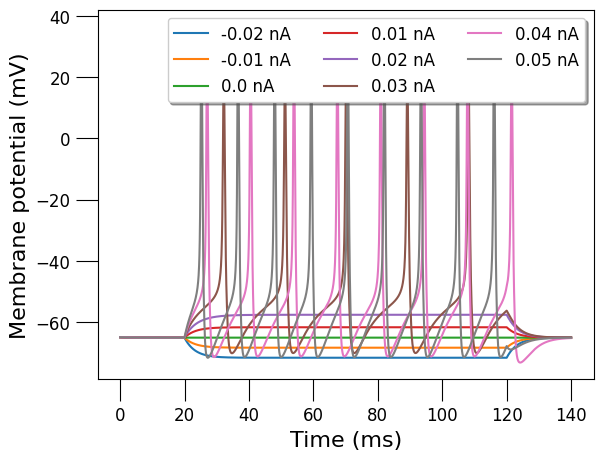 40
20
0
−20
−40
−60
Membrane potential (mV)
-0.02 nA
-0.01 nA
0.0 nA
0.01 nA
0.02 nA
0.03 nA
0.04 nA
0.05 nA
0 20 40 60 80 100 120 140
Time (ms)